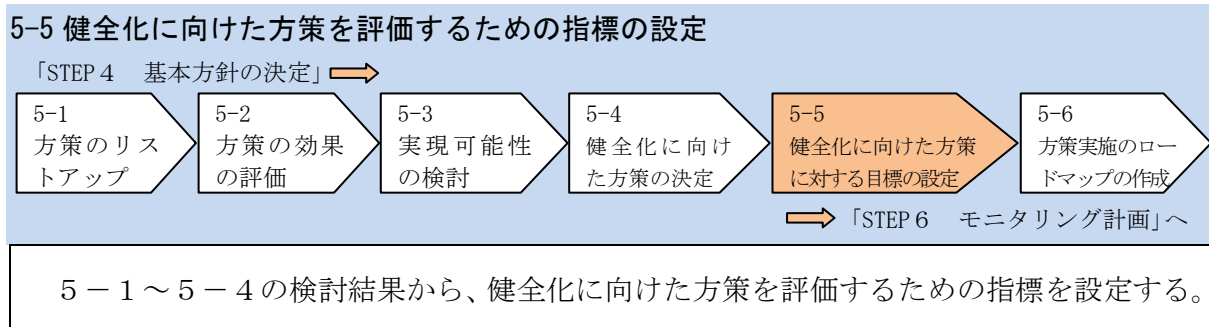 5-5 健全化に向けた方策を評価するための指標の設定
「STEP４　基本方針の決定」
5-1
方策のリス
トアップ
5-2
方策の効果
の評価
5-3
実現可能性
の検討
5-4
健全化に向け
た方策の決定
5-5
健全化に向けた方策
に対する目標の設定
5-6
方策実施のロー
ドマップの作成
「STEP６　モニタリング計画」へ
５－１～５－４の検討結果から、健全化に向けた方策を評価するための指標を設定する。